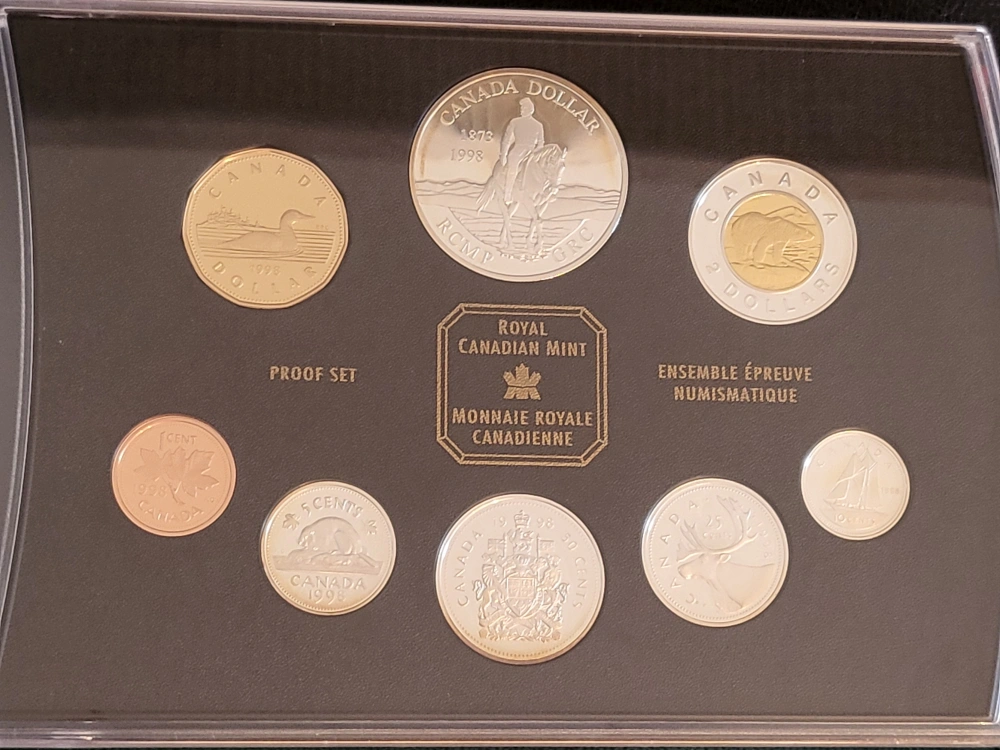 CANADA DOLLAR
1873
1998
RCMP GRC
CANADA
1998
DOLLAR
CANADA
2 DOLLARS
ROYAL
CANADIAN MINT
MONNAIE ROYALE
CANADIENNE
PROOF SET
ENSEMBLE ÉPREUVE
NUMISMATIQUE
1 CENT
CANADA
5 CENTS
CANADA
1998
1998
CANADA
50 CENTS
25
CANADA